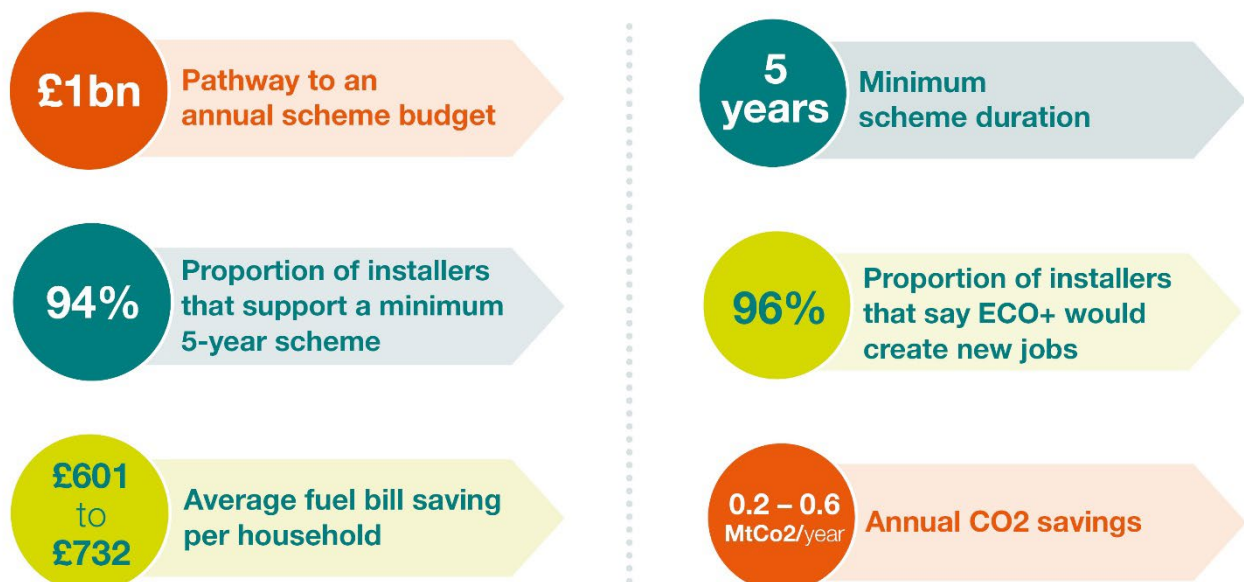 £1bn
Pathway to an
annual scheme budget
5
years
Minimum
scheme duration
94%
Proportion of installers
that support a minimum
5-year scheme
96%
Proportion of installers
that say ECO+ would
create new jobs
£601
to
£732
Average fuel bill saving
per household
0.2 – 0.6
MtCo2/year
Annual CO2 savings